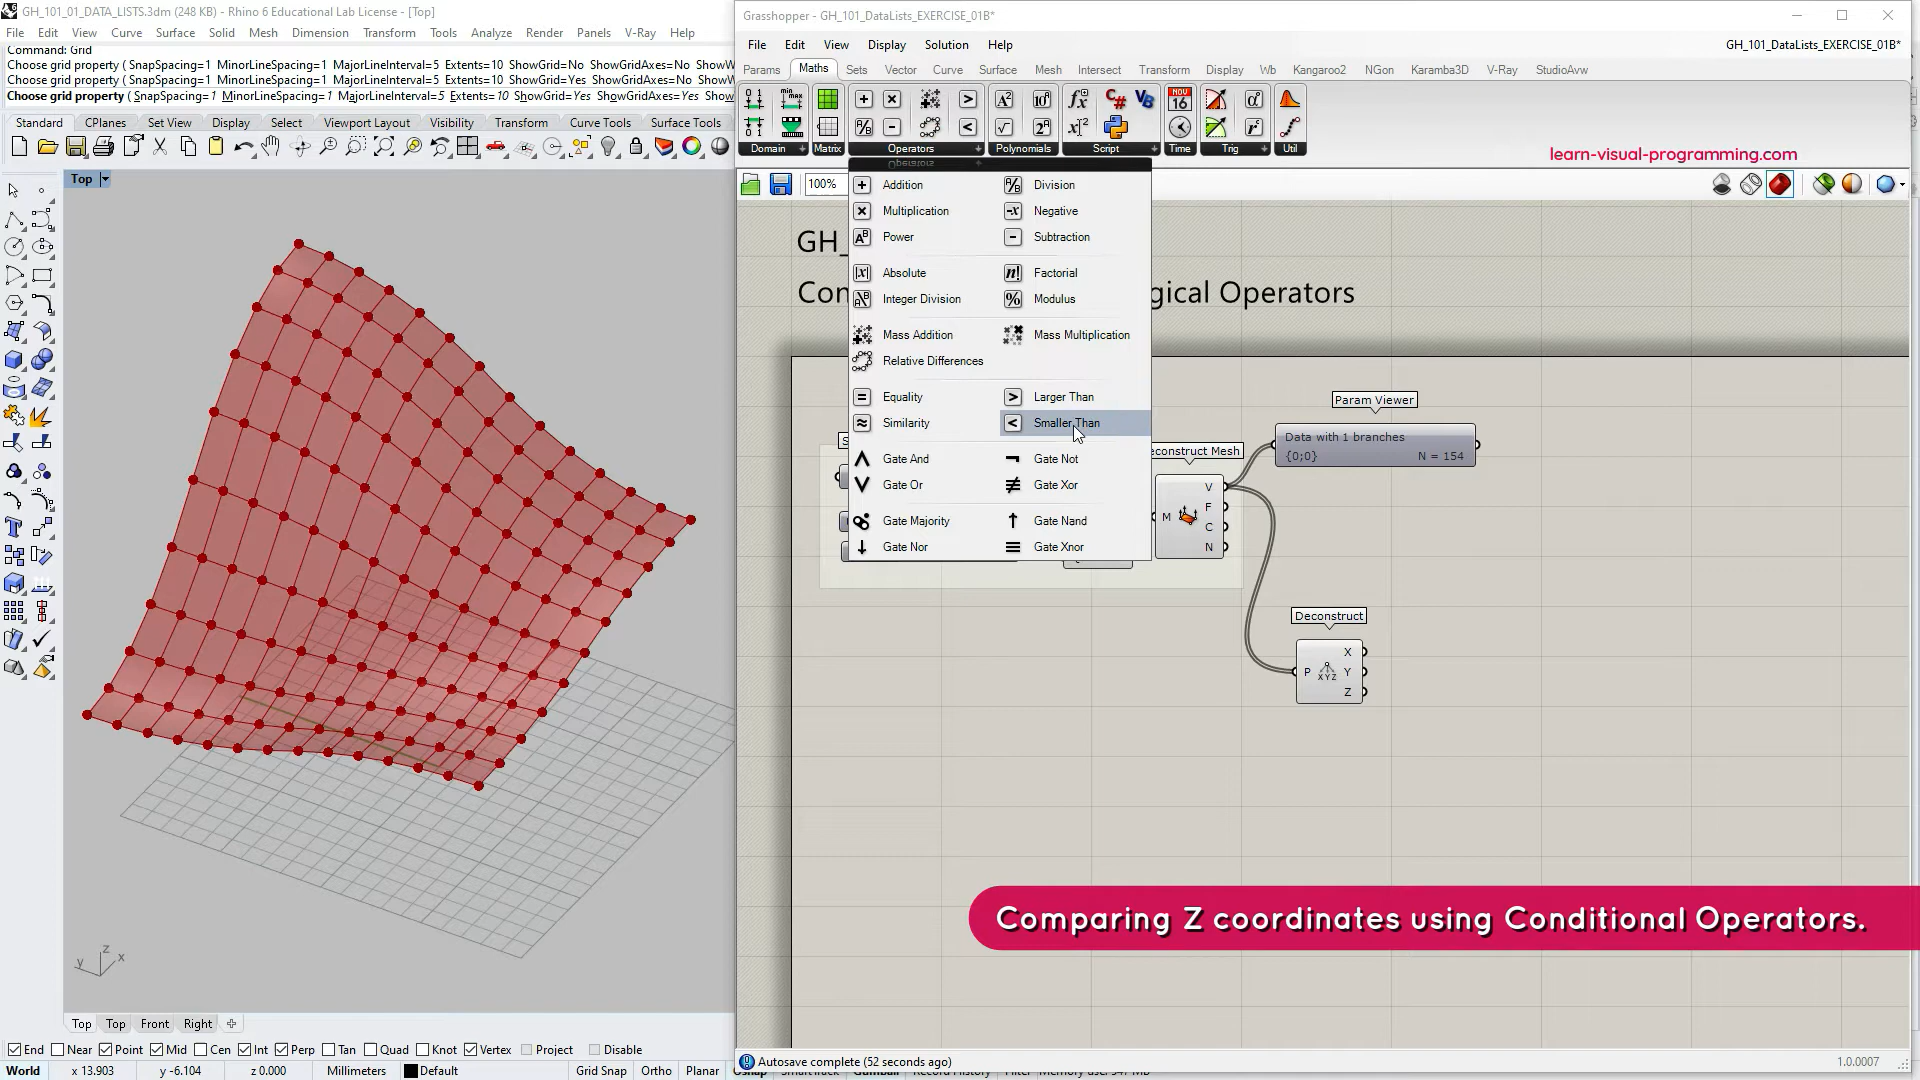 GH_101_01_DATA_LISTS.3dm (248 KB) - Rhino 6 Educational Lab License - [Top]
File Edit View Curve Surface Solid Mesh Dimension Transform Tools Analyze Render Panels V-Ray Help
Command: Grid
Choose grid property ( SnapSpacing=1 MinorLineSpacing=1 MajorLineInterval=5 Extents=10 ShowGrid=No ShowGridAxes=No ShowW
Choose grid property ( SnapSpacing=1 MinorLineSpacing=1 MajorLineInterval=5 Extents=10 ShowGrid=Yes ShowGridAxes=No Show
Choose grid property ( SnapSpacing=1 MinorLineSpacing=1 MajorLineInterval=5 Extents=10 ShowGrid=Yes ShowGridAxes=Yes Show
Standard CPlanes Set View Display Select Viewport Layout Visibility Transform Curve Tools Surface Tools
Top
z
y x
Top Top Front Right
End Near Point Mid Cen Int Perp Tan Quad Knot Vertex Project Disable
World x 13.903 y -6.104 z 0.000 Millimeters Default Grid Snap Ortho Planar
Grasshopper - GH_101_DataLists_EXERCISE_01B*
File Edit View Display Solution Help
GH_101_DataLists_EXERCISE_01B*
Params Maths Sets Vector Curve Surface Mesh Intersect Transform Display Wb Kangaroo2 NGon Karamba3D V-Ray StudioAvw
Domain Matrix Operators Polynomials Script Time Trig Util
learn-visual-programming.com
100%
Addition Division
Multiplication Negative
Power Subtraction
Absolute Factorial
Integer Division Modulus
Mass Addition Mass Multiplication
Relative Differences
Equality Larger Than
Similarity Smaller Than
Gate And Gate Not
Gate Or Gate Xor
Gate Majority Gate Nand
Gate Nor Gate Xnor
GH_
Con gical Operators
Param Viewer
Data with 1 branches
{0;0} N = 154
econstruct Mesh
M V F C N
Deconstruct
P X Y Z
Comparing Z coordinates using Conditional Operators.
Autosave complete (52 seconds ago)
1.0.0007